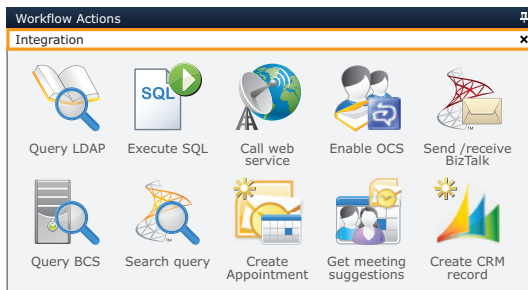 Workflow Actions
Integration
SQL
Query LDAP
Execute SQL
Call web
service
Enable OCS
Send /receive
BizTalk
Query BCS
Search query
Create
Appointment
Get meeting
suggestions
Create CRM
record